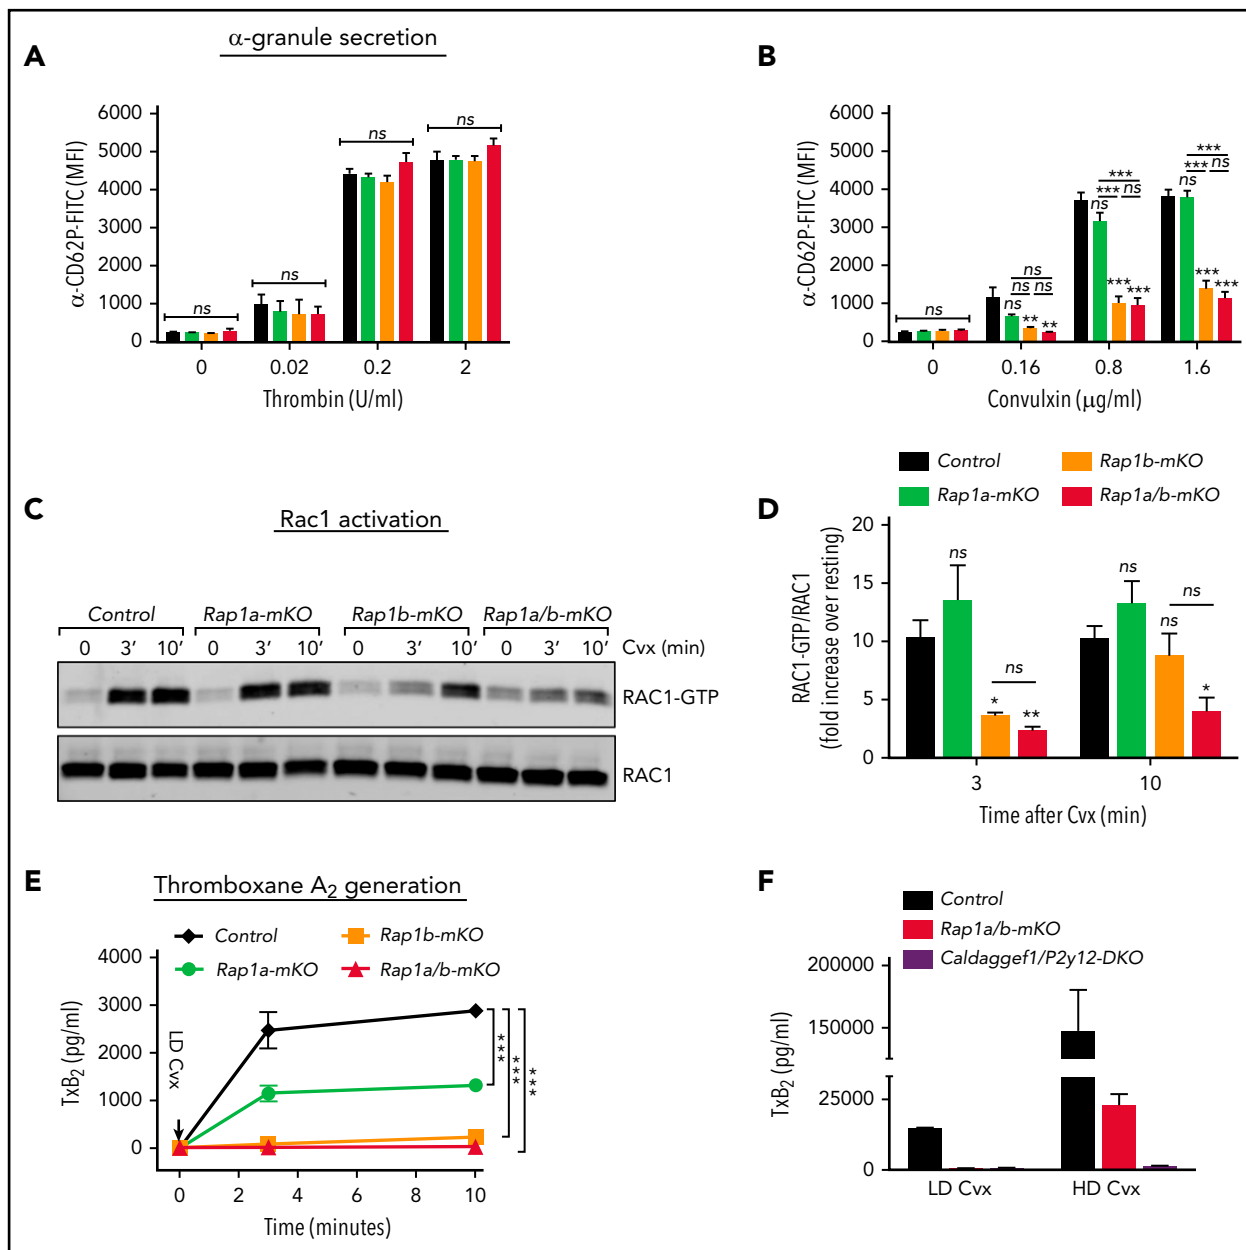 A
α-granule secretion
α-CD62P-FITC (MFI)
6000
5000
4000
3000
2000
1000
0
ns
ns
ns
ns
0 0.02 0.2 2
Thrombin (U/ml)
B
α-CD62P-FITC (MFI)
6000
5000
4000
3000
2000
1000
0
ns
ns
ns ns
ns
** **
***
*** ns
ns
*** ***
***
*** ns
ns
*** ***
0 0.16 0.8 1.6
Convulxin (μg/ml)
Control
Rap1a-mKO
Rap1b-mKO
Rap1a/b-mKO
C
Rac1 activation
Control Rap1a-mKO Rap1b-mKO Rap1a/b-mKO
0 3′ 10′ 0 3′ 10′ 0 3′ 10′ 0 3′ 10′ Cvx (min)
RAC1-GTP
RAC1
D
RAC1-GTP/RAC1
(fold increase over resting)
20
15
10
5
0
ns
ns
* **
ns
ns
ns
*
3 10
Time after Cvx (min)
E
Thromboxane A2 generation
Control
Rap1a-mKO
Rap1b-mKO
Rap1a/b-mKO
TxB2 (pg/ml)
4000
3000
2000
1000
0
LD Cvx
***
***
***
0 2 4 6 8 10
Time (minutes)
F
Control
Rap1a/b-mKO
Caldaggef1/P2y12-DKO
TxB2 (pg/ml)
200000
150000
25000
0
LD Cvx HD Cvx